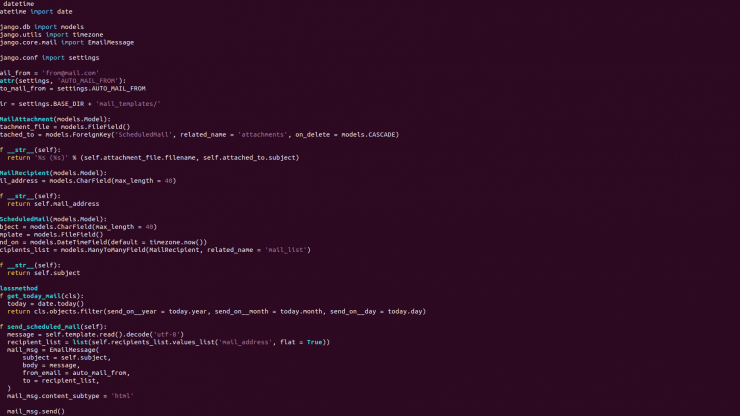 datetime
atetime import date
jango.db import models
jango.utils import timezone
jango.core.mail import EmailMessage
jango.conf import settings
ail_from = 'from@mail.com'
attr(settings, 'AUTO_MAIL_FROM'):
to_mail_from = settings.AUTO_MAIL_FROM
ir = settings.BASE_DIR + 'mail_templates/'
MailAttachment(models.Model):
tachment_file = models.FileField()
tached_to = models.ForeignKey('ScheduledMail', related_name = 'attachments', on_delete = models.CASCADE)
f __str__(self):
return '%s (%s)' % (self.attachment_file.filename, self.attached_to.subject)
MailRecipient(models.Model):
il_address = models.CharField(max_length = 40)
f __str__(self):
return self.mail_address
ScheduledMail(models.Model):
bject = models.CharField(max_length = 40)
mplate = models.FileField()
nd_on = models.DateTimeField(default = timezone.now())
cipients_list = models.ManyToManyField(MailRecipient, related_name = 'mail_list')
f __str__(self):
return self.subject
lassmethod
f get_today_mail(cls):
today = date.today()
return cls.objects.filter(send_on__year = today.year, send_on__month = today.month, send_on__day = today.day)
f send_scheduled_mail(self):
message = self.template.read().decode('utf-8')
recipient_list = list(self.recipients_list.values_list('mail_address', flat = True))
mail_msg = EmailMessage(
subject = self.subject,
body = message,
from_email = auto_mail_from,
to = recipient_list,
)
mail_msg.content_subtype = 'html'
mail_msg.send()